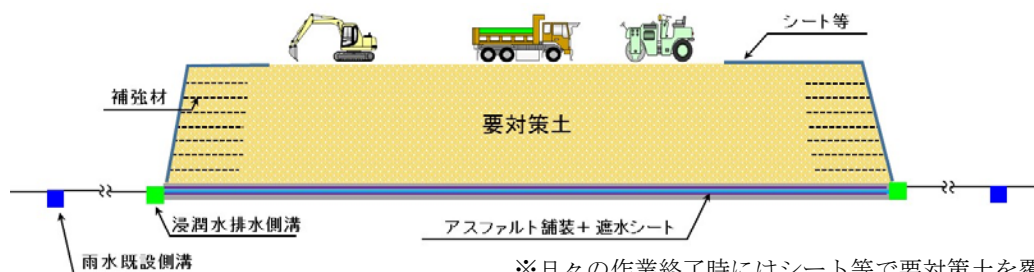 シート等
補強材
要対策土
浸潤水排水側溝
アスファルト舗装+遮水シート
雨水既設側溝
※日々の作業終了時にはシート等で要対策土を